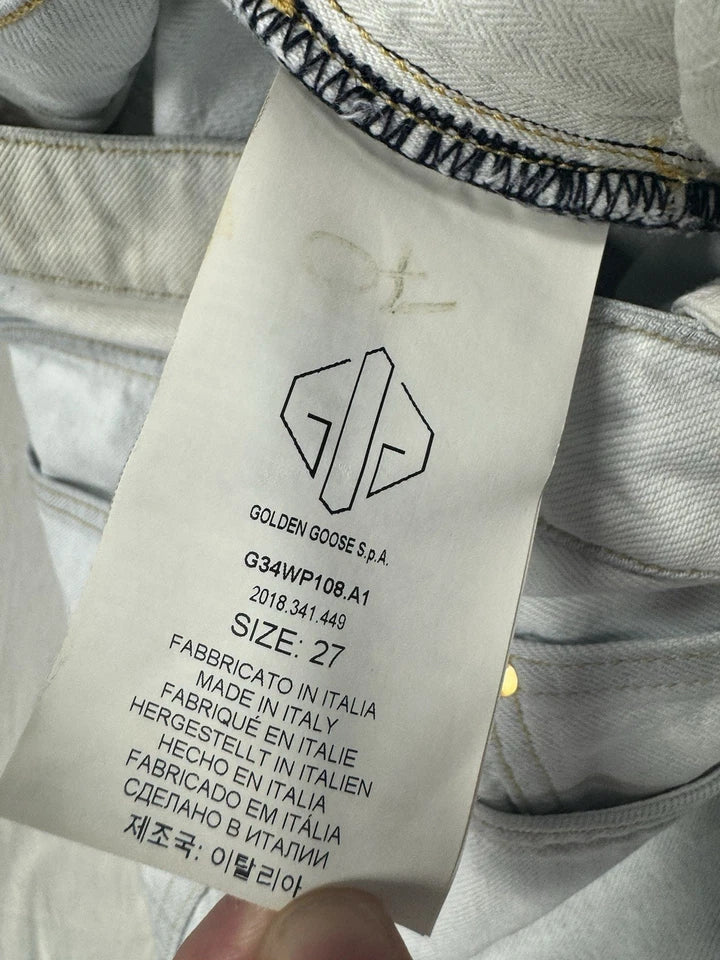 GOLDEN GOOSE S.p.A.
G34WP108.A1
2018.341.449
SIZE: 27
FABBRICATO IN ITALIA
MADE IN ITALY
FABRIQUÉ EN ITALIE
HERGESTELLT IN ITALIEN
HECHO EN ITALIA
FABRICADO EM ITÁLIA
СДЕЛАНО В ИТАЛИИ
제조국: 이탈리아